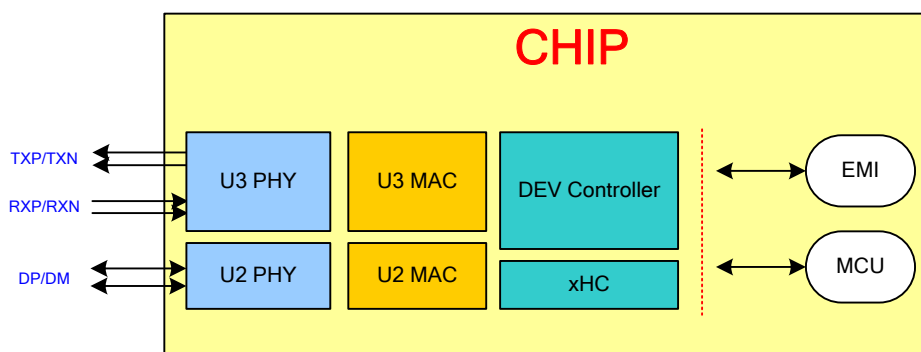 CHIP
TXP/TXN
U3 PHY
U3 MAC
DEV Controller
EMI
RXP/RXN
DP/DM
U2 PHY
U2 MAC
xHC
MCU